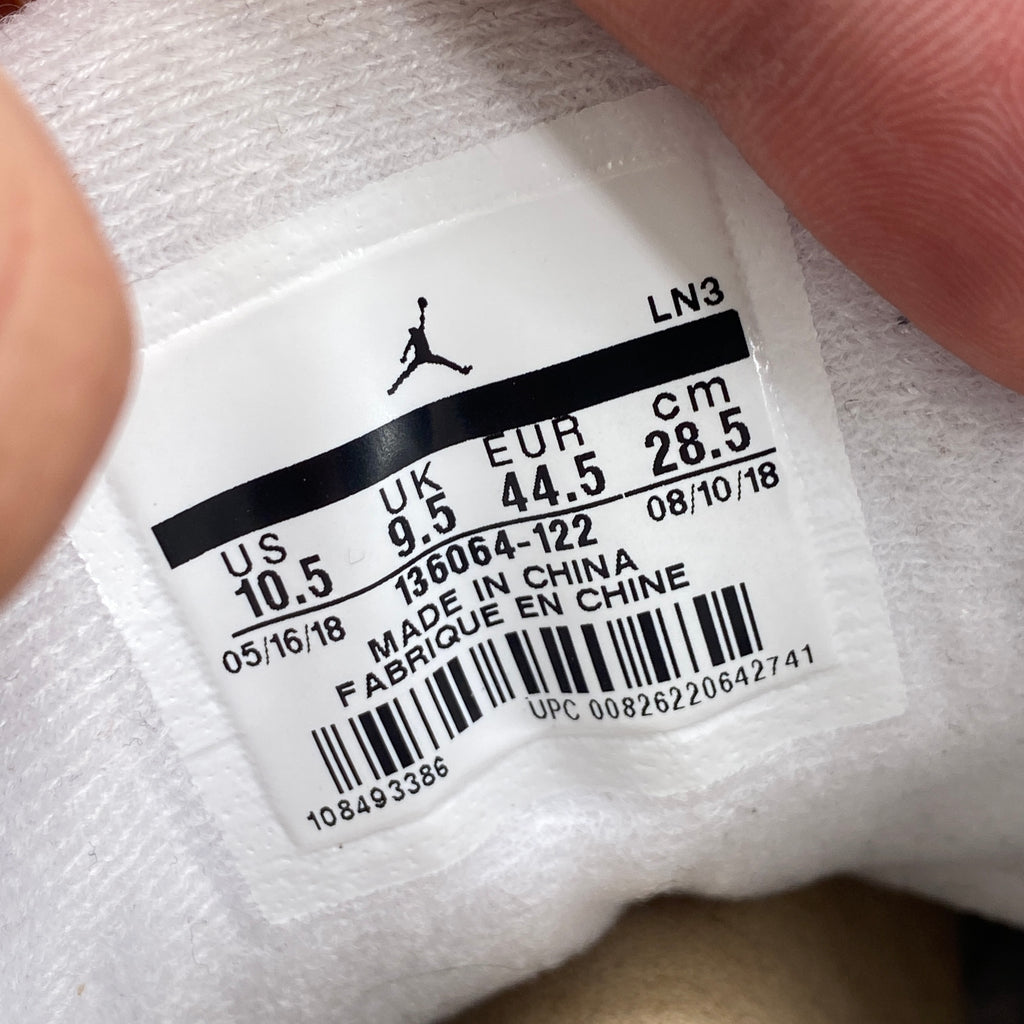 LN3
US UK EUR cm
10.5 9.5 44.5 28.5
05/16/18 136064-122 08/10/18
MADE IN CHINA
FABRIQUE EN CHINE
108493386 UPC 00826220642741